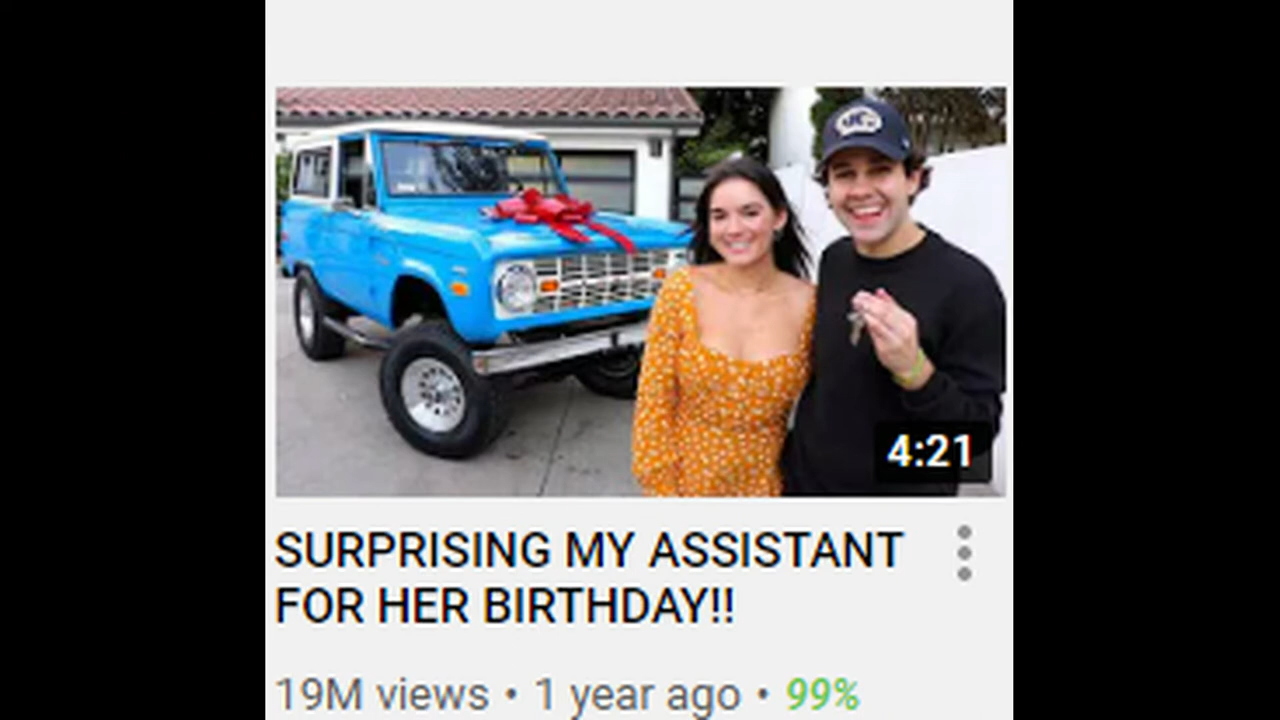 4:21
SURPRISING MY ASSISTANT
FOR HER BIRTHDAY!!
19M views • 1 year ago • 99%